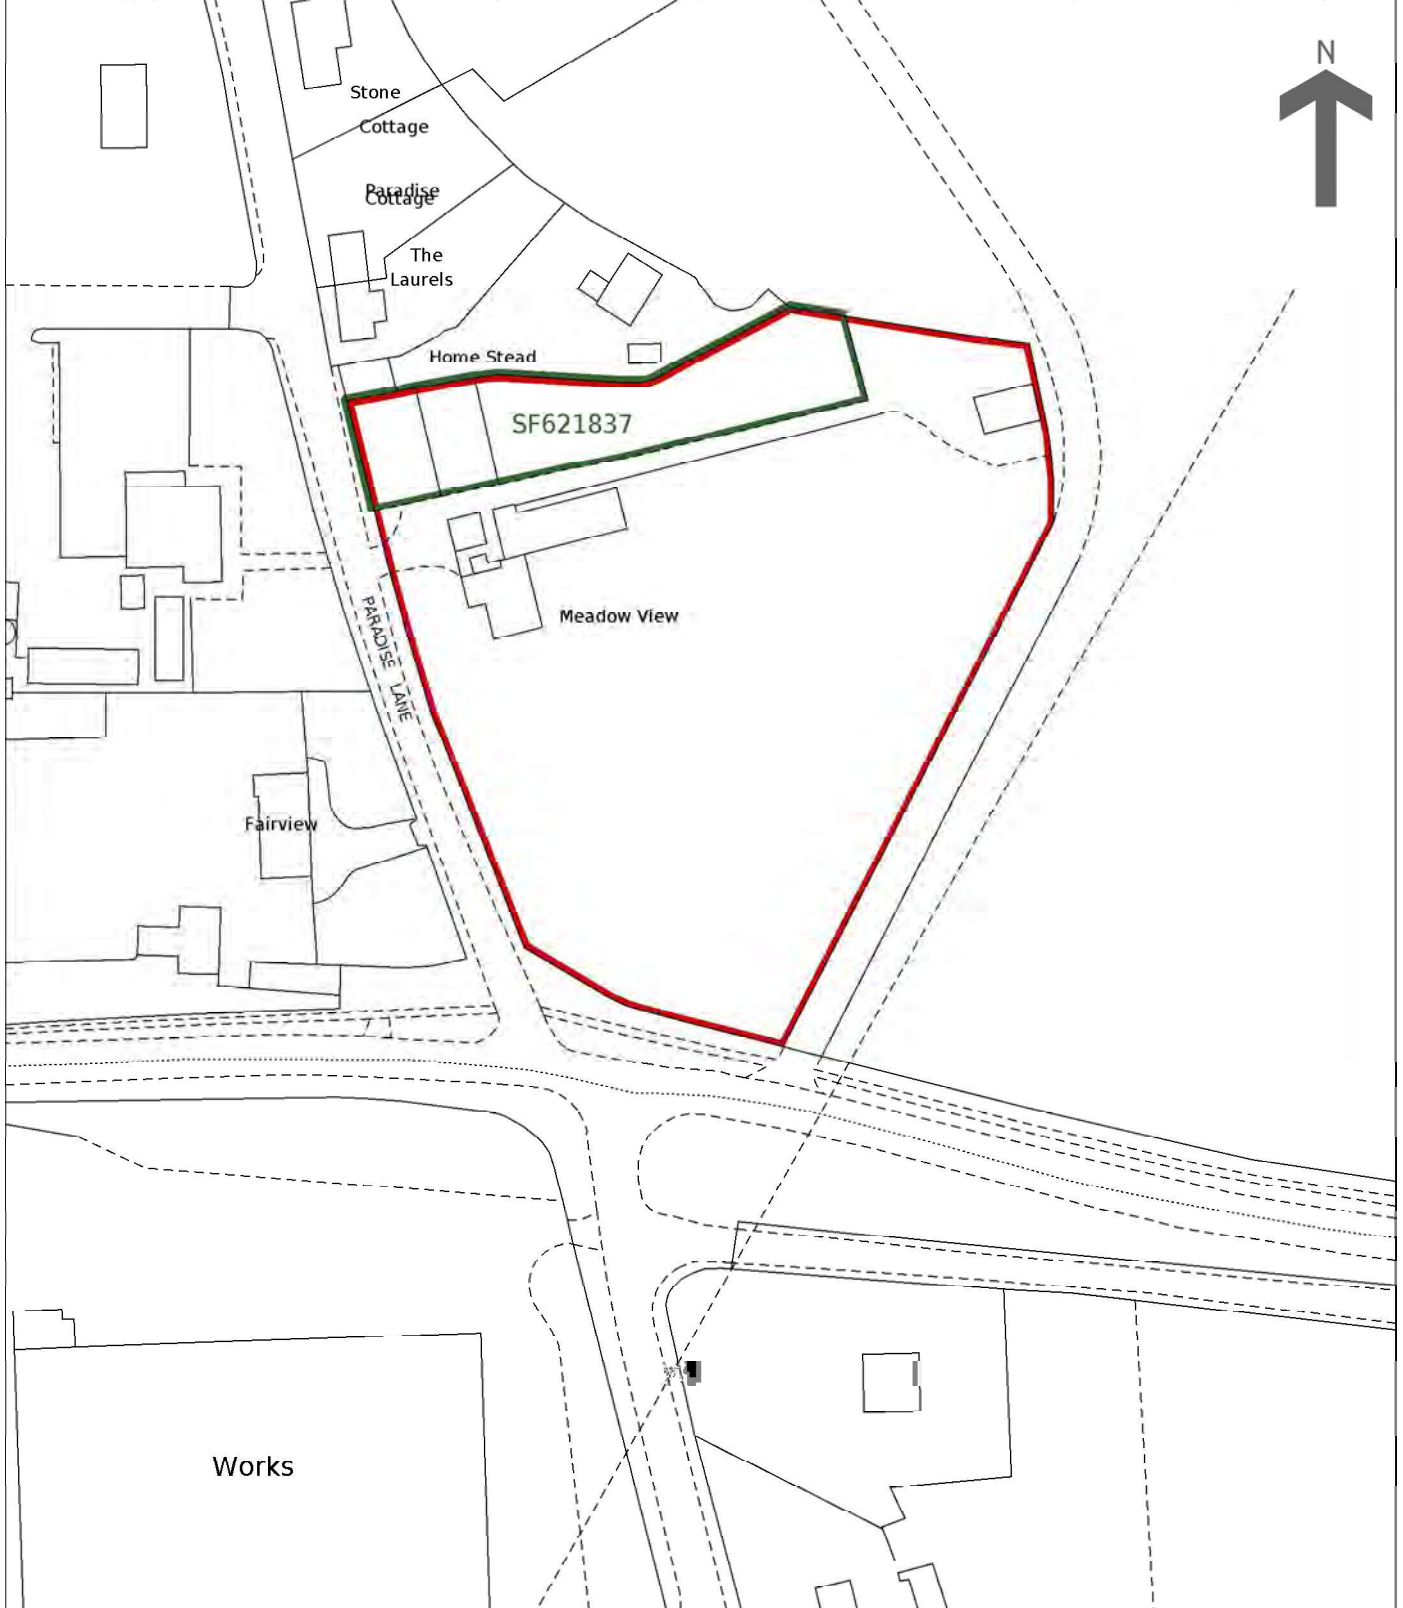 N
Stone
Cottage
Paradise
Cottage
The
Laurels
Home Stead
SF621837
Meadow View
PARADISE LANE
Fairview
Works